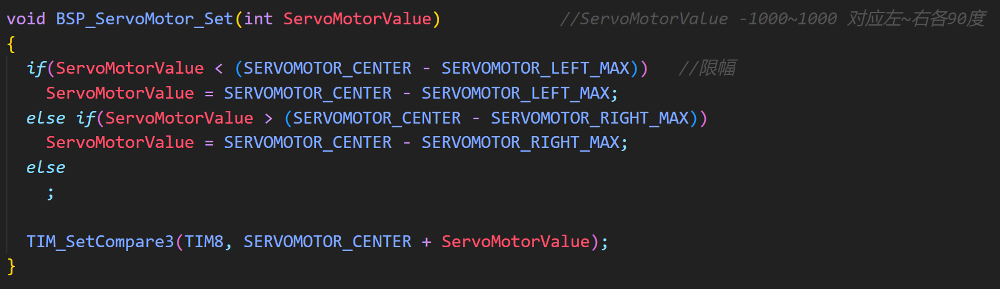 void BSP_ServoMotor_Set(int ServoMotorValue)            //ServoMotorValue -1000~1000 对应左~右各90度
{
  if(ServoMotorValue < (SERVOMOTOR_CENTER - SERVOMOTOR_LEFT_MAX))   //限幅
    ServoMotorValue = SERVOMOTOR_CENTER - SERVOMOTOR_LEFT_MAX;
  else if(ServoMotorValue > (SERVOMOTOR_CENTER - SERVOMOTOR_RIGHT_MAX))
    ServoMotorValue = SERVOMOTOR_CENTER - SERVOMOTOR_RIGHT_MAX;
  else
    ;
  TIM_SetCompare3(TIM8, SERVOMOTOR_CENTER + ServoMotorValue);
}